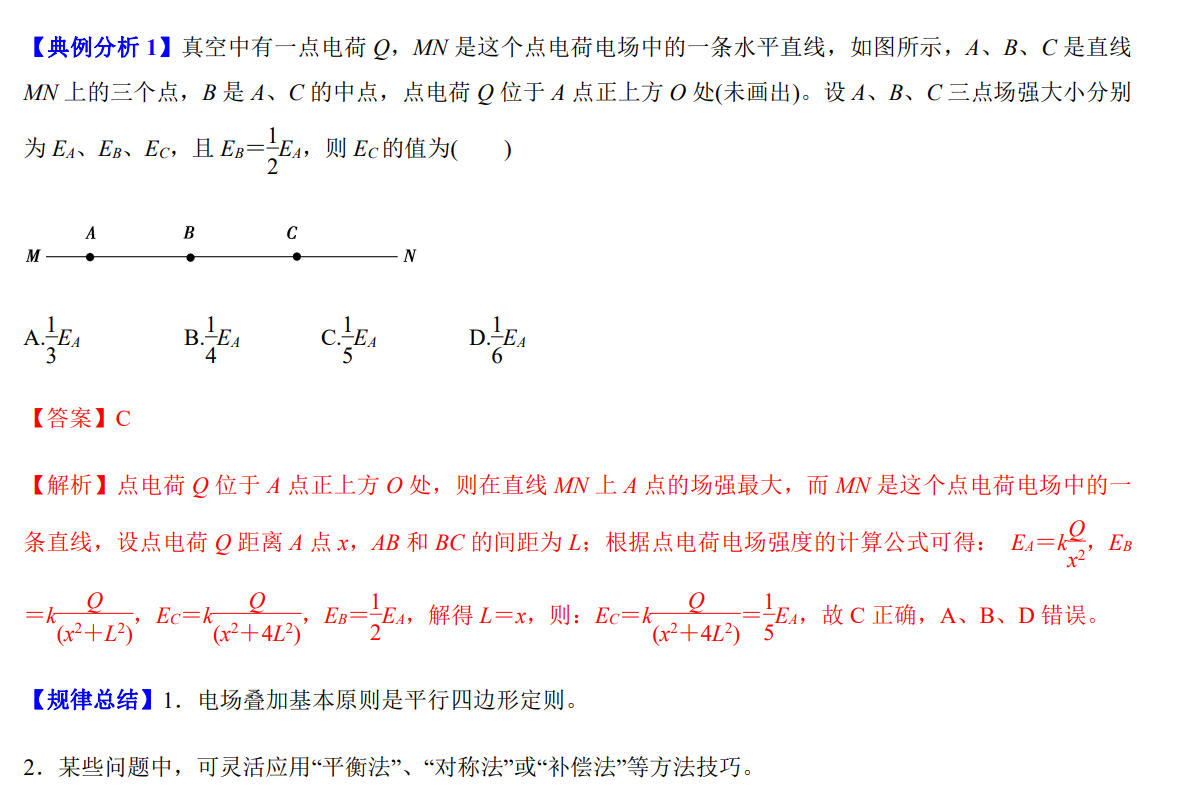 【典例分析 1】真空中有一点电荷 Q，MN 是这个点电荷电场中的一条水平直线，如图所示，A、B、C 是直线
MN 上的三个点，B 是 A、C 的中点，点电荷 Q 位于 A 点正上方 O 处(未画出)。设 A、B、C 三点场强大小分别
为 E_A、E_B、E_C，且 E_B＝\frac{1}{2}E_A，则 E_C 的值为(　　)
A B C
M N
A.\frac{1}{3}E_A B.\frac{1}{4}E_A C.\frac{1}{5}E_A D.\frac{1}{6}E_A
【答案】C
【解析】点电荷 Q 位于 A 点正上方 O 处，则在直线 MN 上 A 点的场强最大，而 MN 是这个点电荷电场中的一
条直线，设点电荷 Q 距离 A 点 x，AB 和 BC 的间距为 L；根据点电荷电场强度的计算公式可得： E_A＝k\frac{Q}{x^2}，E_B
＝k\frac{Q}{(x^2＋L^2)}，E_C＝k\frac{Q}{(x^2＋4L^2)}，E_B＝\frac{1}{2}E_A，解得 L＝x，则：E_C＝k\frac{Q}{(x^2＋4L^2)}＝\frac{1}{5}E_A，故 C 正确，A、B、D 错误。
【规律总结】1．电场叠加基本原则是平行四边形定则。
2．某些问题中，可灵活应用“平衡法”、“对称法”或“补偿法”等方法技巧。